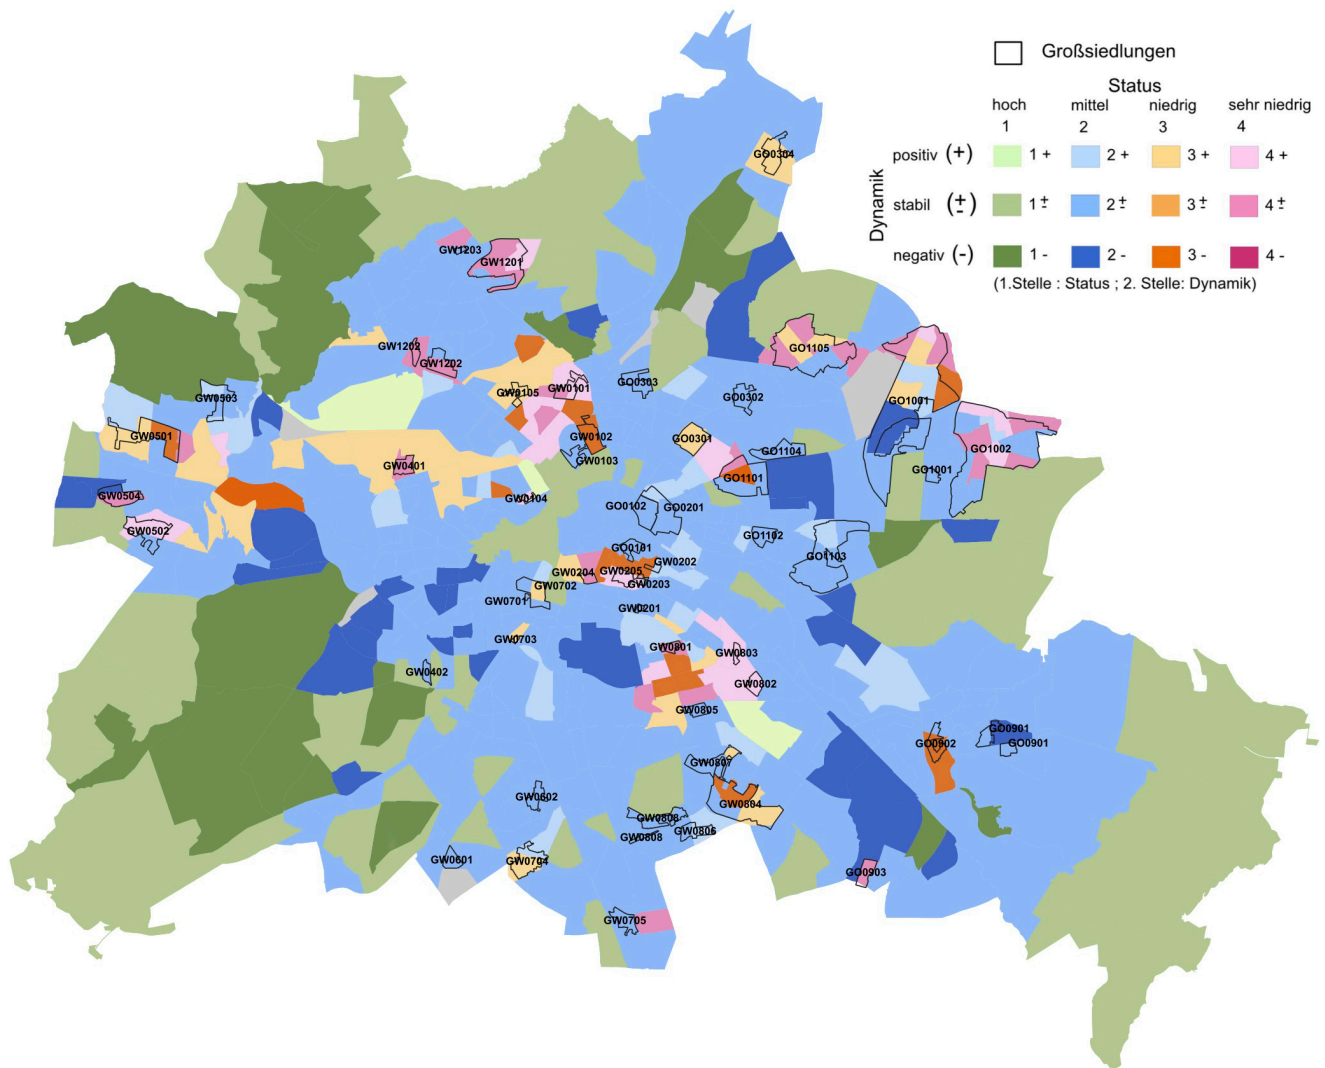 Großsiedlungen
Status
hoch mittel niedrig sehr niedrig
1 2 3 4
Dynamik
positiv (+) 1 + 2 + 3 + 4 +
stabil (±) 1 ± 2 ± 3 ± 4 ±
negativ (-) 1 - 2 - 3 - 4 -
(1.Stelle : Status ; 2. Stelle: Dynamik)
GO0304
GW1203
GW1201
GW1202
GW1202
GO1105
GW0503
GW0105
GW0101
GO0303
GO0302
GO1001
GW0501
GW0102
GO0301
GW0103
GO1104
GO1002
GW0401
GO1101
GO1001
GW0504
GW0104
GO0102
GO0201
GW0502
GO1102
GO0101
GO1103
GW0202
GW0204
GW0205
GW0203
GW0702
GW0701
GW0201
GW0703
GW0801
GW0803
GW0402
GW0802
GW0805
GO0901
GO0902
GO0901
GW0807
GW0602
GW0804
GW0808
GW0806
GW0808
GW0601
GW0704
GO0903
GW0705